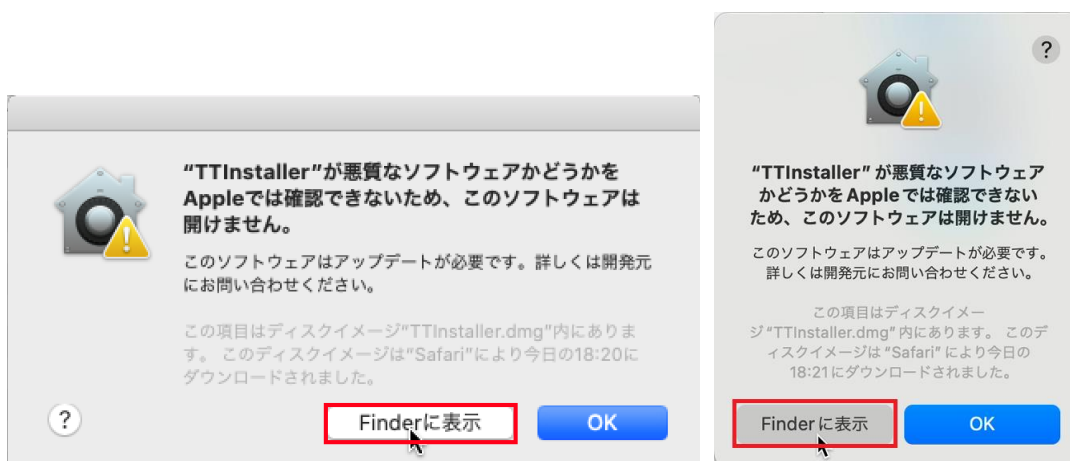 “TTInstaller”が悪質なソフトウェアかどうかを
Appleでは確認できないため、このソフトウェアは
開けません。
このソフトウェアはアップデートが必要です。詳しくは開発元
にお問い合わせください。
この項目はディスクイメージ“TTInstaller.dmg”内にありま
す。 このディスクイメージは“Safari”により今日の18:20に
ダウンロードされました。
?
Finderに表示
OK
?
“TTInstaller” が悪質なソフトウェア
かどうかを Apple では確認できない
ため、このソフトウェアは開けません。
このソフトウェアはアップデートが必要です。
詳しくは開発元にお問い合わせください。
この項目はディスクイメー
ジ “TTInstaller.dmg” 内にあります。 このデ
ィスクイメージは “Safari” により今日の
18:21にダウンロードされました。
Finder に表示
OK